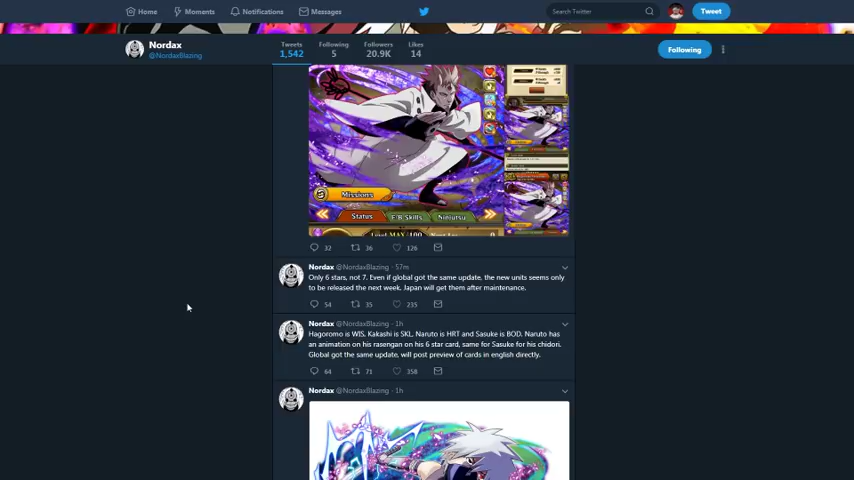 Home
Moments
Notifications
Messages
Search Twitter
Tweet
Nordax
@NordaxBlazing
Tweets
1,542
Following
5
Followers
20.9K
Likes
14
Following
Missions
Status
F/B Skills
Ninjutsu
Level MAX/100
32
36
126
Nordax @NordaxBlazing · 57m
Only 6 stars, not 7. Even if global got the same update, the new units seems only
to be released the next week. Japan will get them after maintenance.
54
35
235
Nordax @NordaxBlazing · 1h
Hagoromo is WIS, Kakashi is SKL, Naruto is HRT and Sasuke is BOD. Naruto has
an animation on his rasengan on his 6 star card, same for Sasuke for his chidori.
Global got the same update, will post preview of cards in english directly.
64
71
358
Nordax @NordaxBlazing · 1h